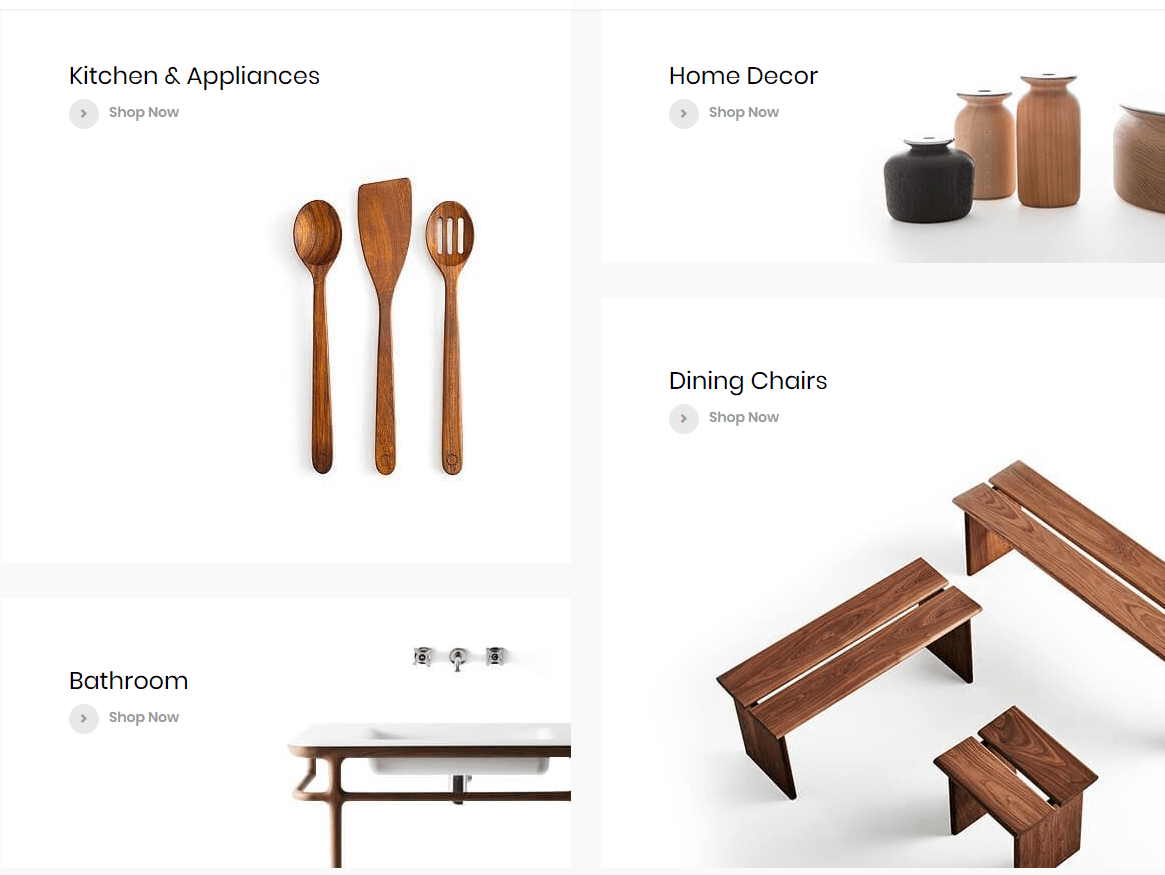 Kitchen & Appliances
Shop Now
Home Decor
Shop Now
Dining Chairs
Shop Now
Bathroom
Shop Now